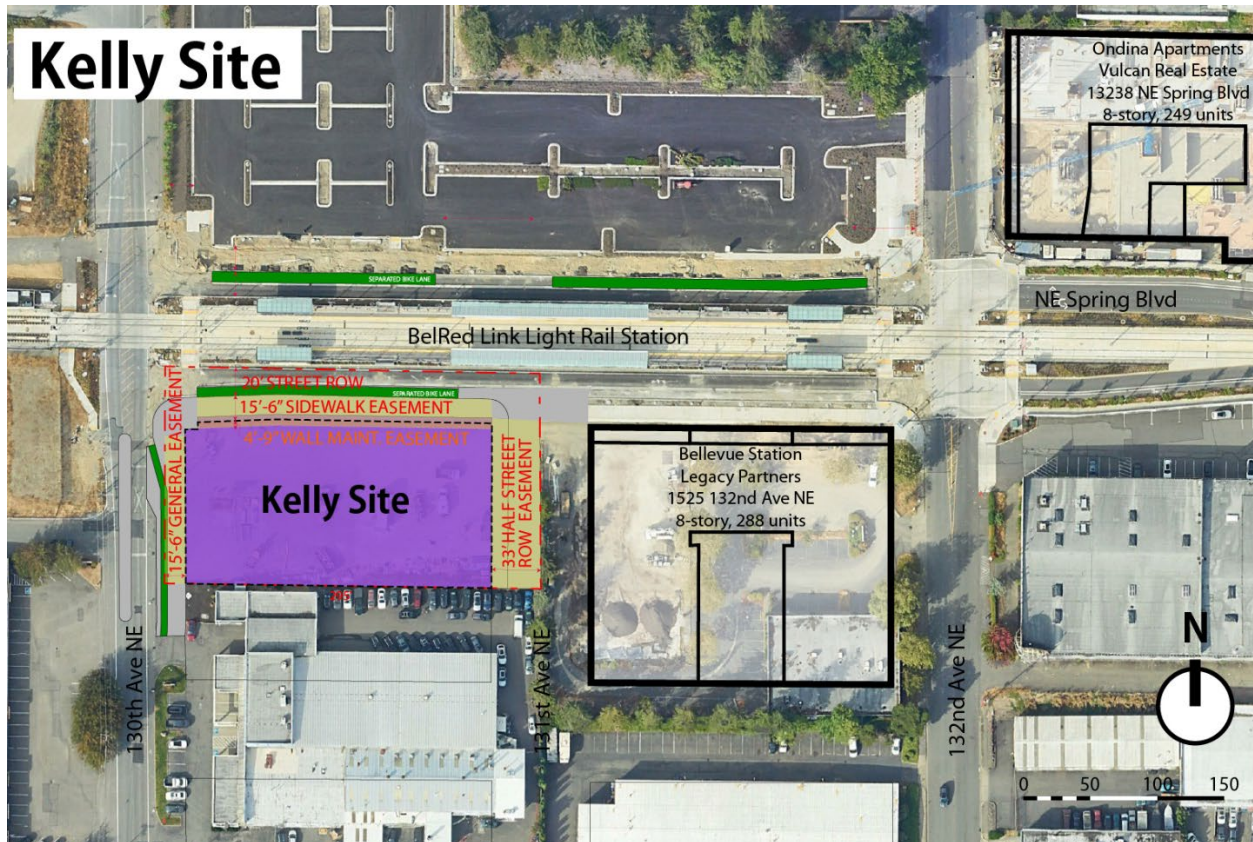 Kelly Site
Ondina Apartments
Vulcan Real Estate
13238 NE Spring Blvd
8-story, 249 units
SEPARATED BIKE LANE
NE Spring Blvd
BelRed Link Light Rail Station
20' STREET ROW
SEPARATED BIKE LANE
15'-6" SIDEWALK EASEMENT
4'-9" WALL MAINT. EASEMENT
15'-6" GENERAL EASEMENT
Kelly Site
33' HALF STREEET
ROW EASEMENT
Bellevue Station
Legacy Partners
1525 132nd Ave NE
8-story, 288 units
130th Ave NE
131st Ave NE
132nd Ave NE
N
0 50 100 150